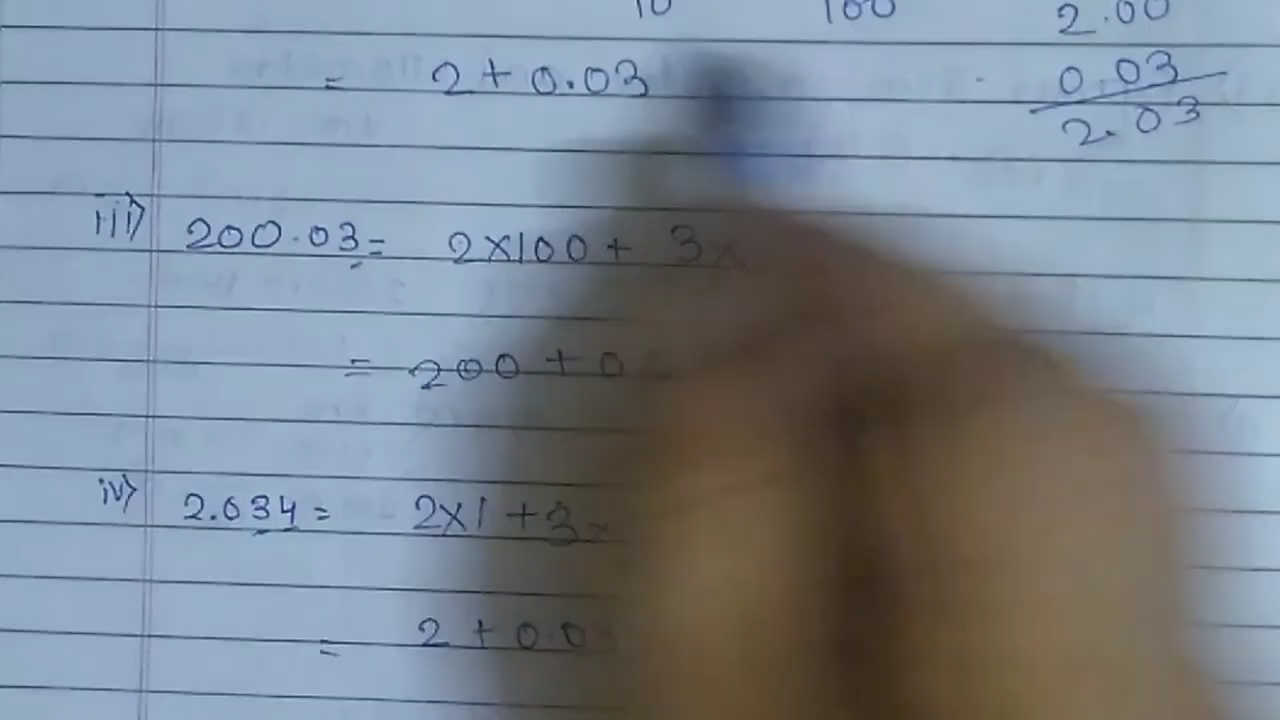 10 100 2.00
= 2 + 0.03 0.03
2.03
iii) 200.03 = 2×100 + 3×
= 200 + 0
iv) 2.034 = 2×1 + 3
= 2 + 0.0